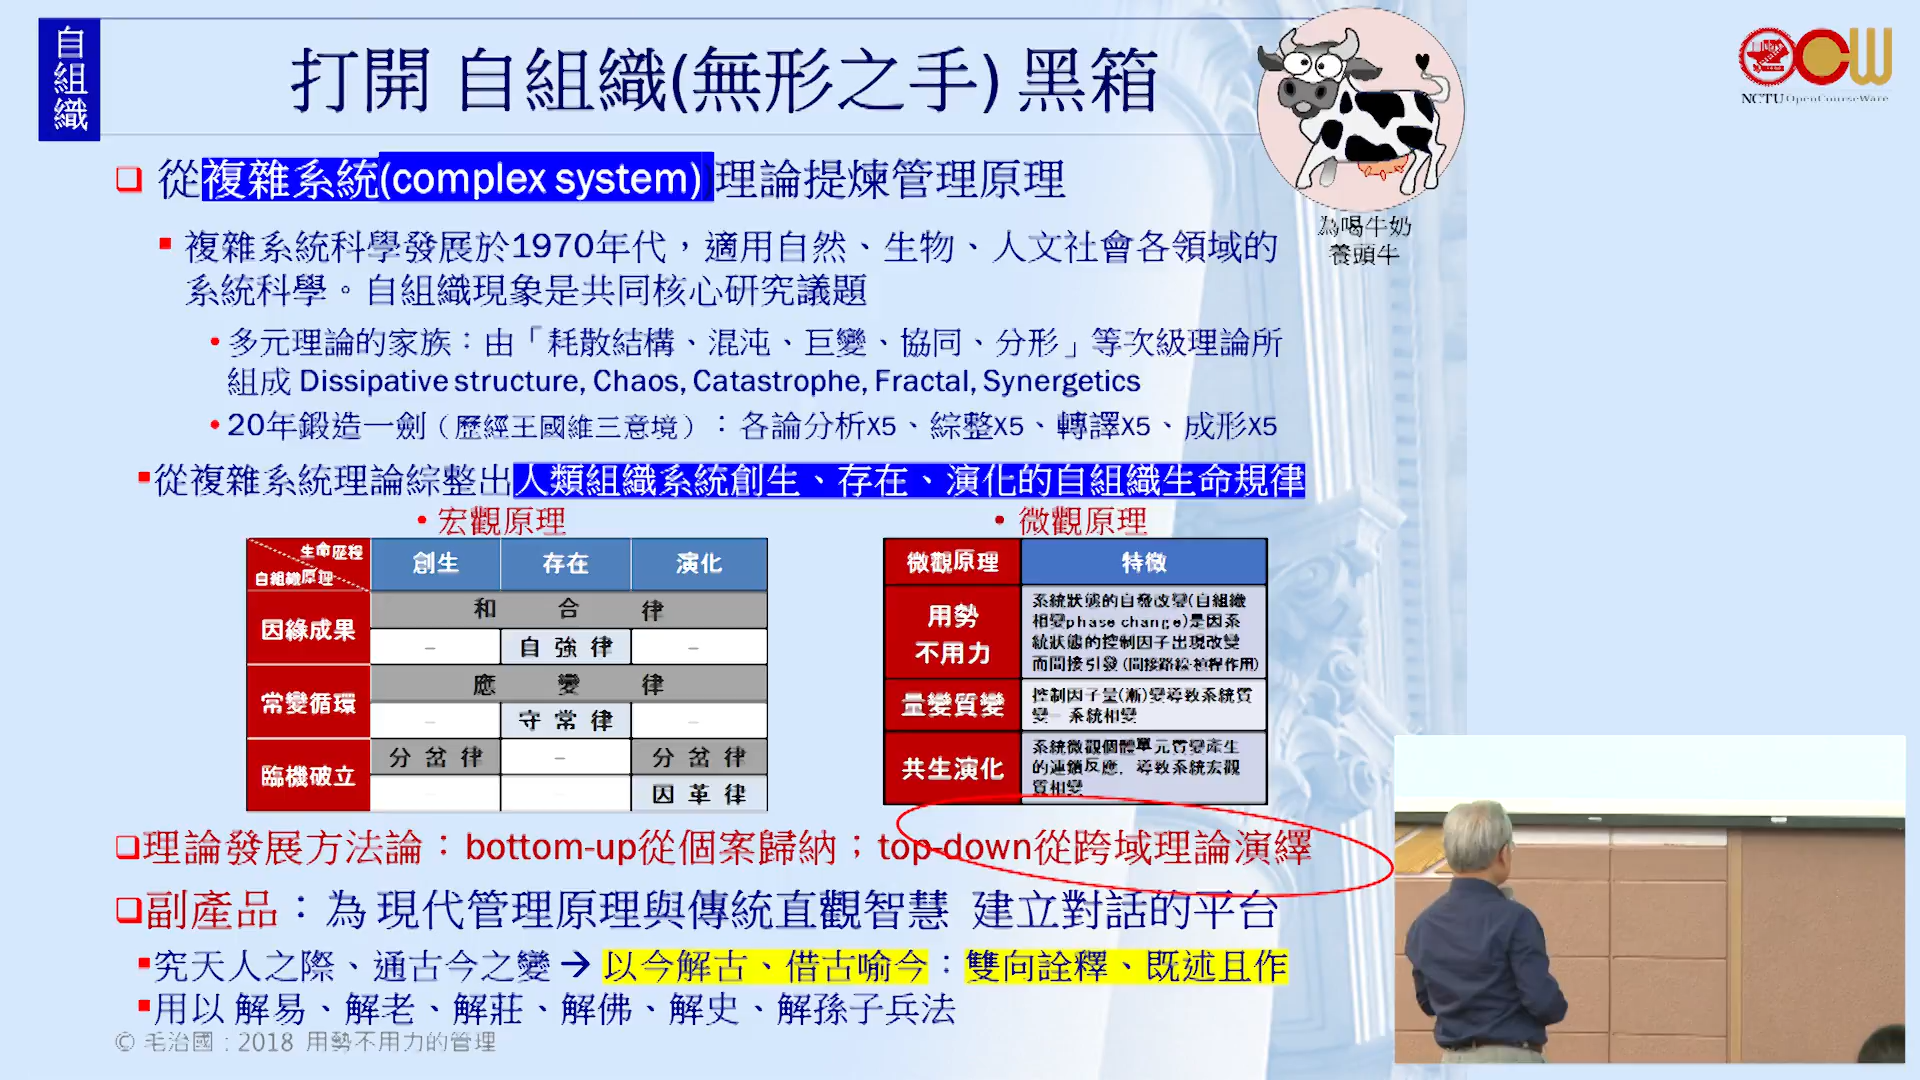 自組織
打開 自組織(無形之手) 黑箱
NCTU OpenCourseWare
為喝牛奶
養頭牛
❑ 從複雜系統(complex system) 理論提煉管理原理
▪ 複雜系統科學發展於1970年代，適用自然、生物、人文社會各領域的
系統科學。自組織現象是共同核心研究議題
• 多元理論的家族：由「耗散結構、混沌、巨變、協同、分形」等次級理論所
組成 Dissipative structure, Chaos, Catastrophe, Fractal, Synergetics
• 20年鍛造一劍（歷經王國維三意境）：各論分析X5、綜整X5、轉譯X5、成形X5
▪從複雜系統理論綜整出人類組織系統創生、存在、演化的自組織生命規律
• 宏觀原理
生命歷程
自組織原理
創生 存在 演化
因緣成果
和 合 律
– 自 強 律 –
常變循環
應 變 律
– 守 常 律 –
臨機破立
分 岔 律 – 分 岔 律
– – 因 革 律
• 微觀原理
微觀原理 特徵
用勢
不用力
系統狀態的自發改變(自組織
相變phase change)是因系
統狀態的控制因子出現改變
而間接引發(間接路線-槓桿作用)
量變質變
控制因子量(漸)變導致系統質
變– 系統相變
共生演化
系統微觀個體單元質變產生
的連鎖反應，導致系統宏觀
質相變
❑理論發展方法論：bottom-up從個案歸納；top-down從跨域理論演繹
❑副產品：為 現代管理原理與傳統直觀智慧 建立對話的平台
▪究天人之際、通古今之變→ 以今解古、借古喻今：雙向詮釋、既述且作
▪用以 解易、解老、解莊、解佛、解史、解孫子兵法
© 毛治國：2018 用勢不用力的管理